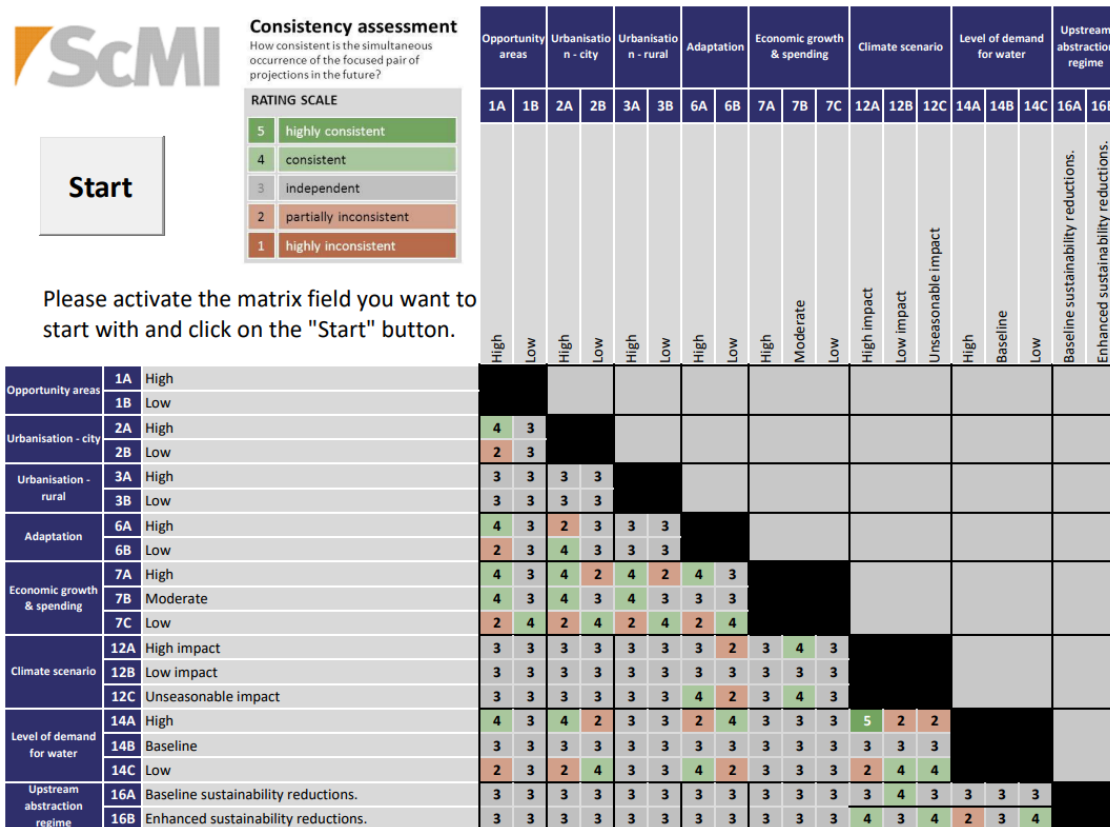 ScMI
Consistency assessment
How consistent is the simultaneous
occurrence of the focused pair of
projections in the future?
RATING SCALE
5 highly consistent
4 consistent
3 independent
2 partially inconsistent
1 highly inconsistent
Start
Please activate the matrix field you want to
start with and click on the "Start" button.
Opportunity areas Urbanisatio n - city Urbanisatio n - rural Adaptation Economic growth & spending Climate scenario Level of demand for water Upstream abstraction regime
1A 1B 2A 2B 3A 3B 6A 6B 7A 7B 7C 12A 12B 12C 14A 14B 14C 16A 16B
High Low High Low High Low High Low High Moderate Low High impact Low impact Unseasonable impact High Baseline Low Baseline sustainability reductions. Enhanced sustainability reductions.
Opportunity areas
1A High
1B Low
Urbanisation - city
2A High 4 3
2B Low 2 3
Urbanisation -
rural
3A High 3 3 3 3
3B Low 3 3 3 3
Adaptation
6A High 4 3 2 3 3 3
6B Low 2 3 4 3 3 3
Economic growth
& spending
7A High 4 3 4 2 4 2 4 3
7B Moderate 4 3 4 3 4 3 3 3
7C Low 2 4 2 4 2 4 2 4
Climate scenario
12A High impact 3 3 3 3 3 3 3 2 3 4 3
12B Low impact 3 3 3 3 3 3 3 3 3 3 3
12C Unseasonable impact 3 3 3 3 3 3 4 2 3 4 3
Level of demand
for water
14A High 4 3 4 2 3 3 2 4 3 3 3 5 2 2
14B Baseline 3 3 3 3 3 3 3 3 3 3 3 3 3 3
14C Low 2 3 2 4 3 3 4 2 3 3 3 2 4 4
Upstream
abstraction
regime
16A Baseline sustainability reductions. 3 3 3 3 3 3 3 3 3 3 3 3 4 3 3 3 3
16B Enhanced sustainability reductions. 3 3 3 3 3 3 3 3 3 3 3 4 3 4 2 3 4